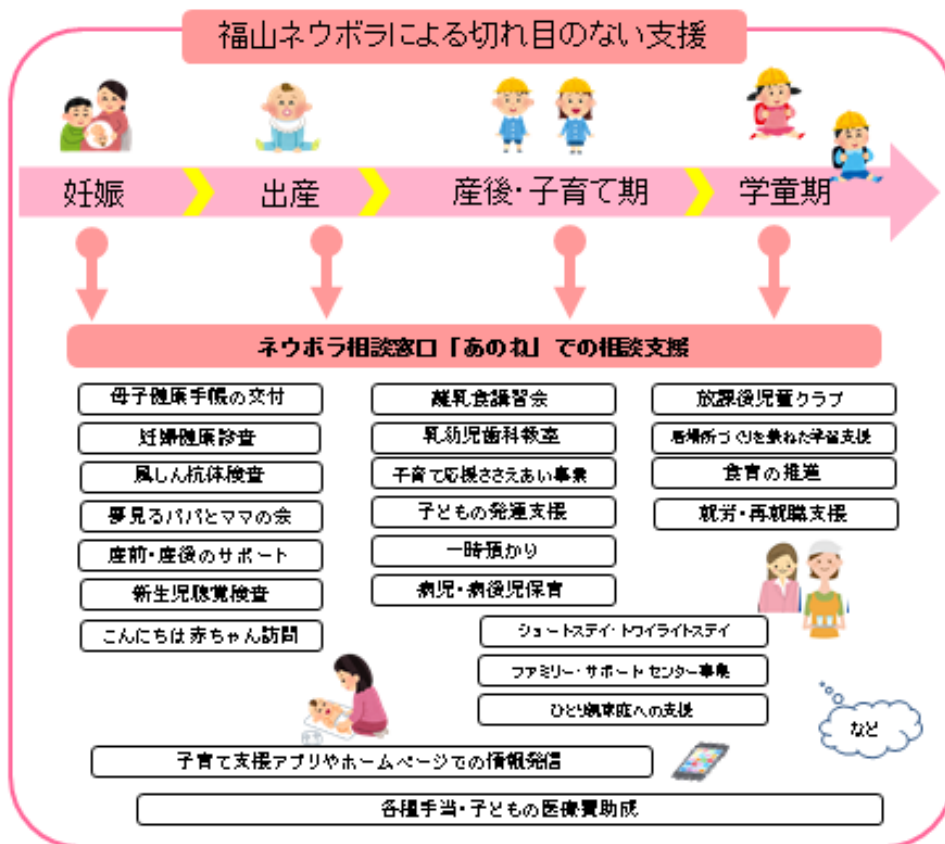 福山ネウボラによる切れ目のない支援
妊娠
出産
産後・子育て期
学童期
ネウボラ相談窓口「あのね」での相談支援
母子健康手帳の交付
妊婦健康診査
風しん抗体検査
夢見るパパとママの会
産前・産後のサポート
新生児聴覚検査
こんにちは赤ちゃん訪問
離乳食講習会
乳幼児歯科教室
子育て応援ささえあい事業
子どもの発達支援
一時預かり
病児・病後児保育
放課後児童クラブ
居場所づくりを兼ねた学習支援
食育の推進
就労・再就職支援
ショートステイ・トワイライトステイ
ファミリー・サポートセンター事業
ひとり親家庭への支援
など
子育て支援アプリやホームページでの情報発信
各種手当・子どもの医療費助成